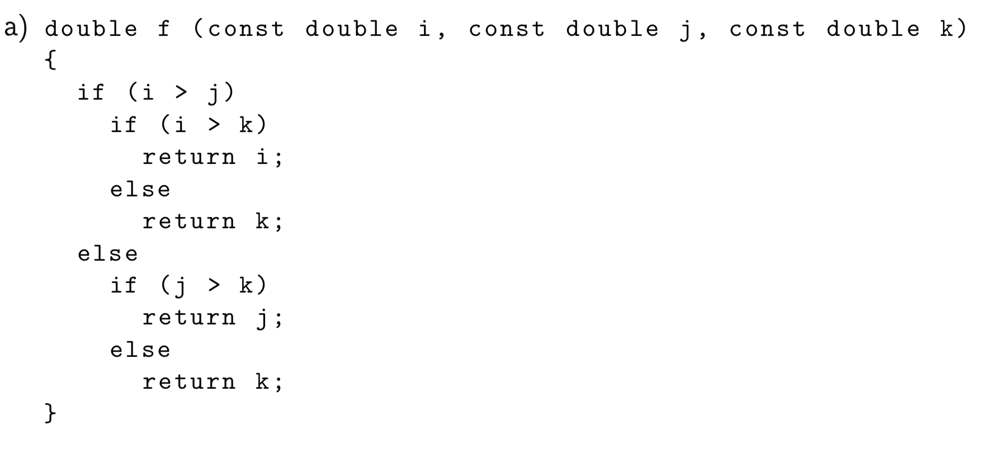 a) double f (const double i, const double j, const double k)
{
if (i > j)
if (i > k)
return i;
else
return k;
else
if (j > k)
return j;
else
return k;
}